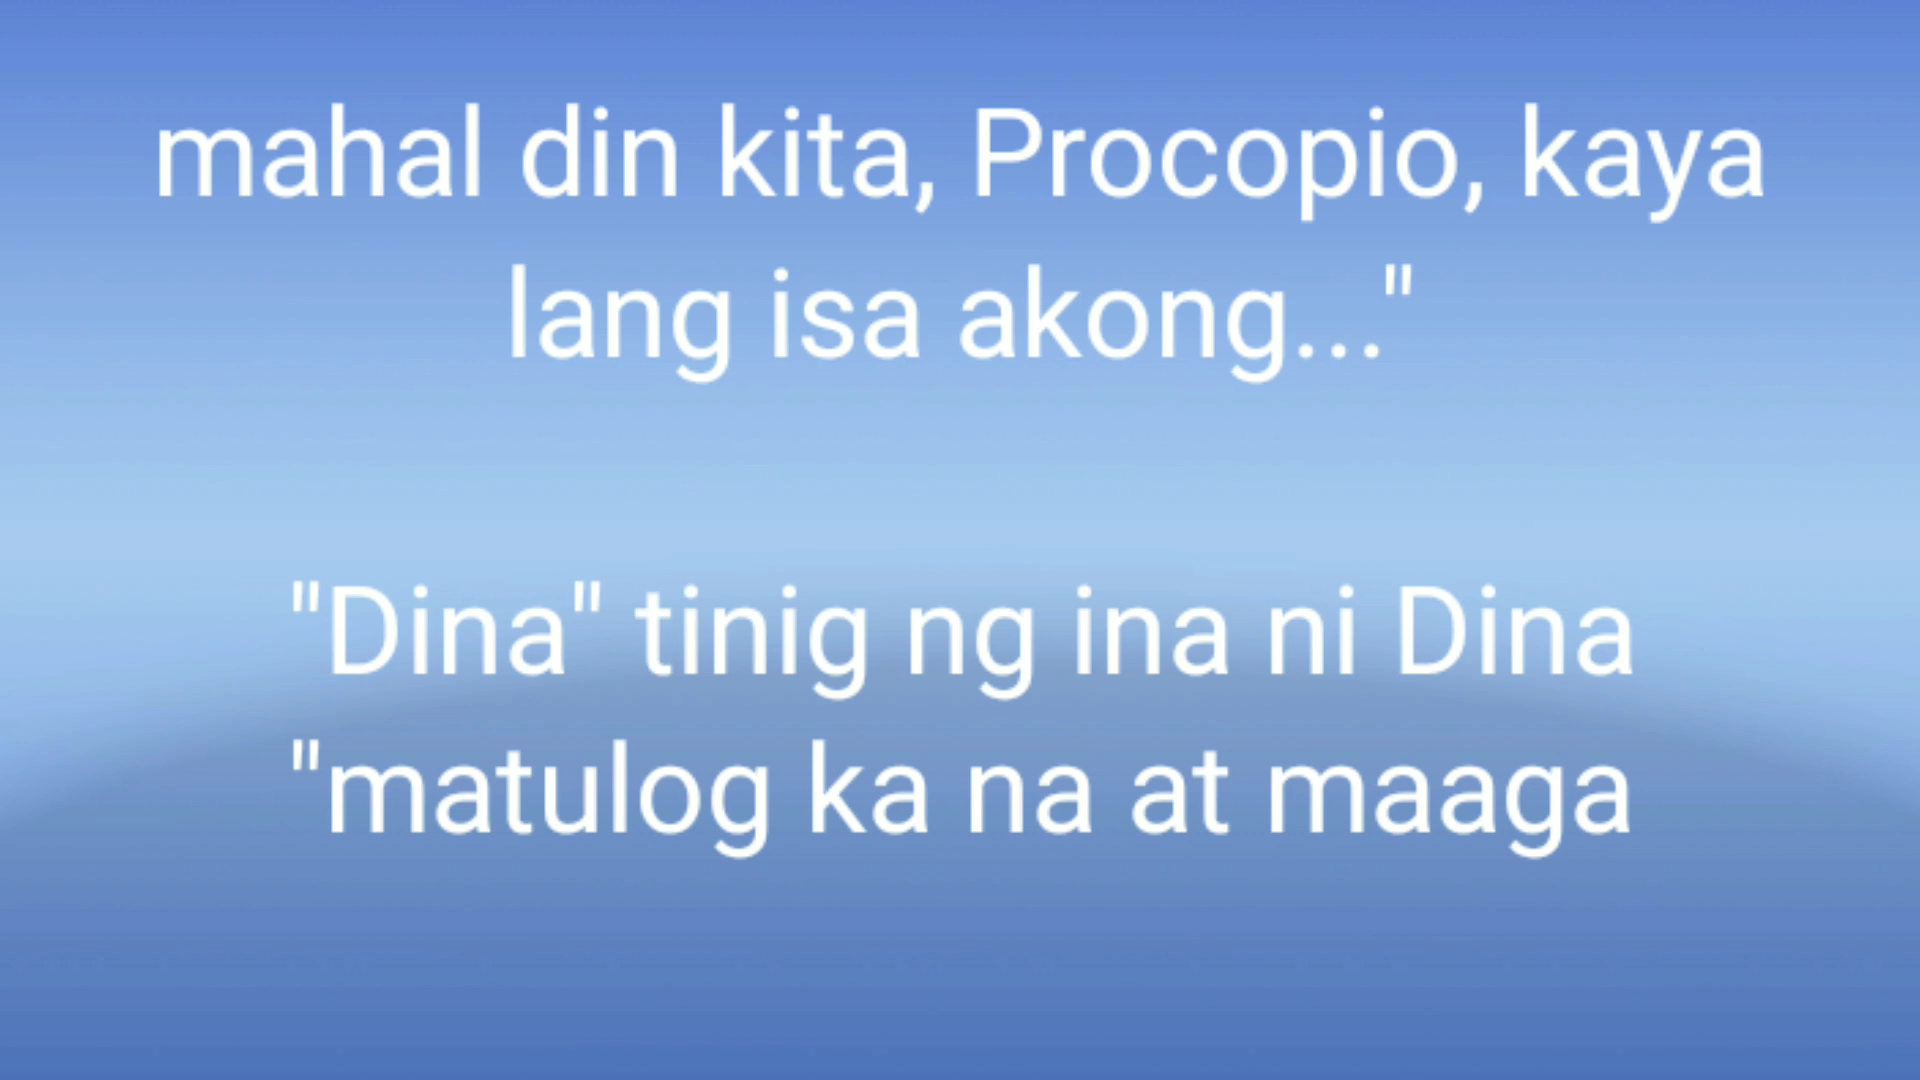 mahal din kita, Procopio, kaya
lang isa akong..."
"Dina" tinig ng ina ni Dina
"matulog ka na at maaga